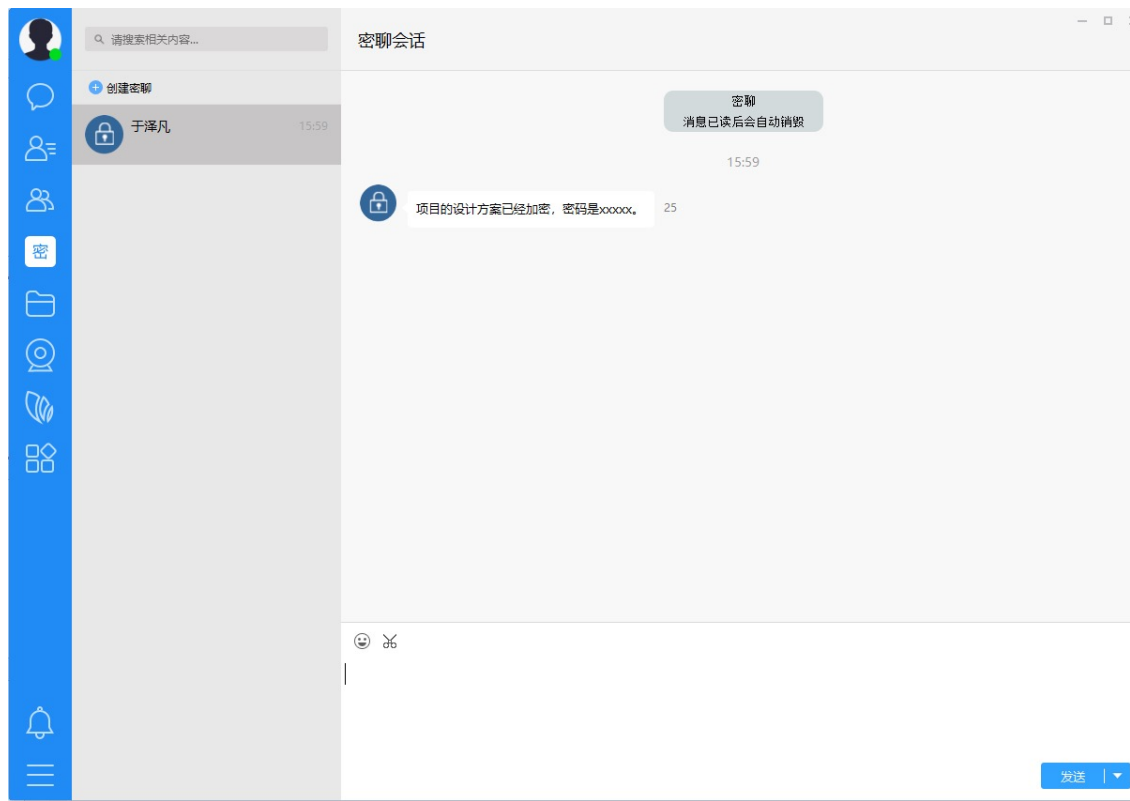 请搜索相关内容...
密聊会话
创建密聊
于泽凡
15:59
密聊
消息已读后会自动销毁
15:59
项目的设计方案已经加密，密码是xxxxx。
25
密
发送